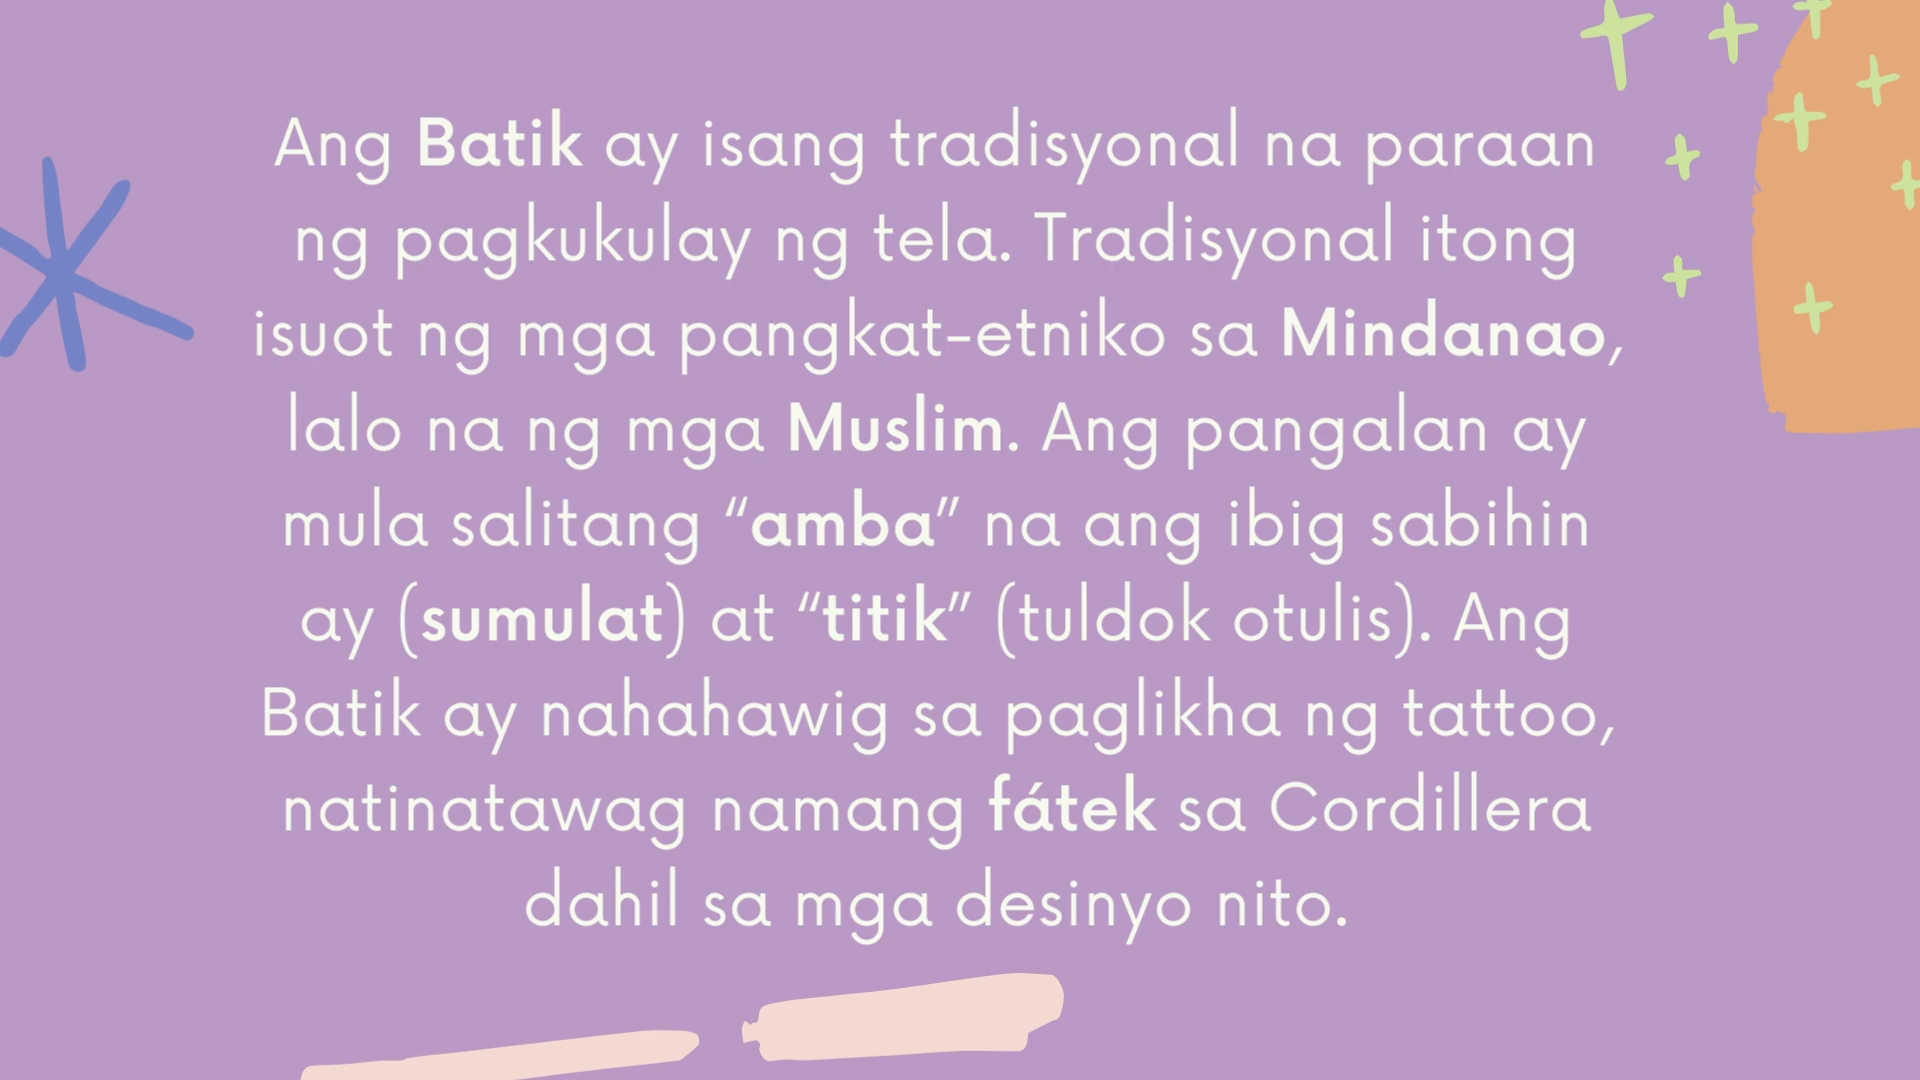 Ang Batik ay isang tradisyonal na paraan
ng pagkukulay ng tela. Tradisyonal itong
isuot ng mga pangkat-etniko sa Mindanao,
lalo na ng mga Muslim. Ang pangalan ay
mula salitang “amba” na ang ibig sabihin
ay (sumulat) at “titik” (tuldok otulis). Ang
Batik ay nahahawig sa paglikha ng tattoo,
natinatawag namang fátek sa Cordillera
dahil sa mga desinyo nito.